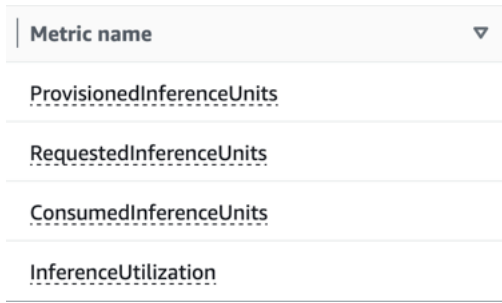 Metric name
ProvisionedInferenceUnits
RequestedInferenceUnits
ConsumedInferenceUnits
InferenceUtilization